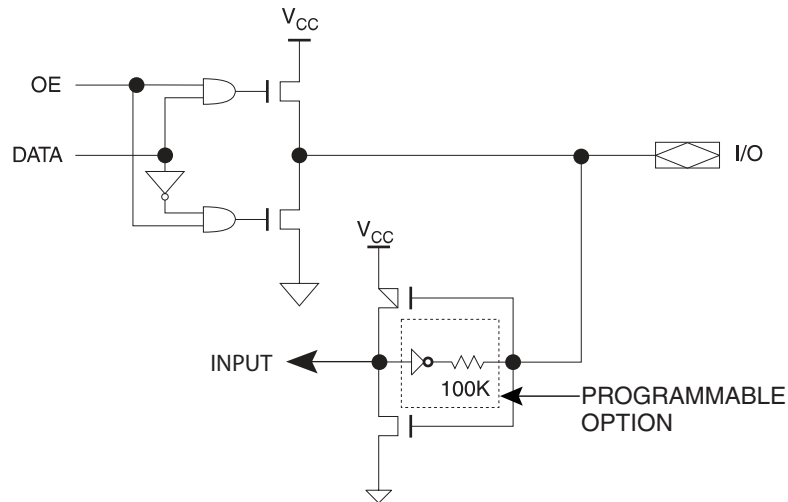 V_CC
OE
DATA
I/O
V_CC
INPUT
100K
PROGRAMMABLE
OPTION